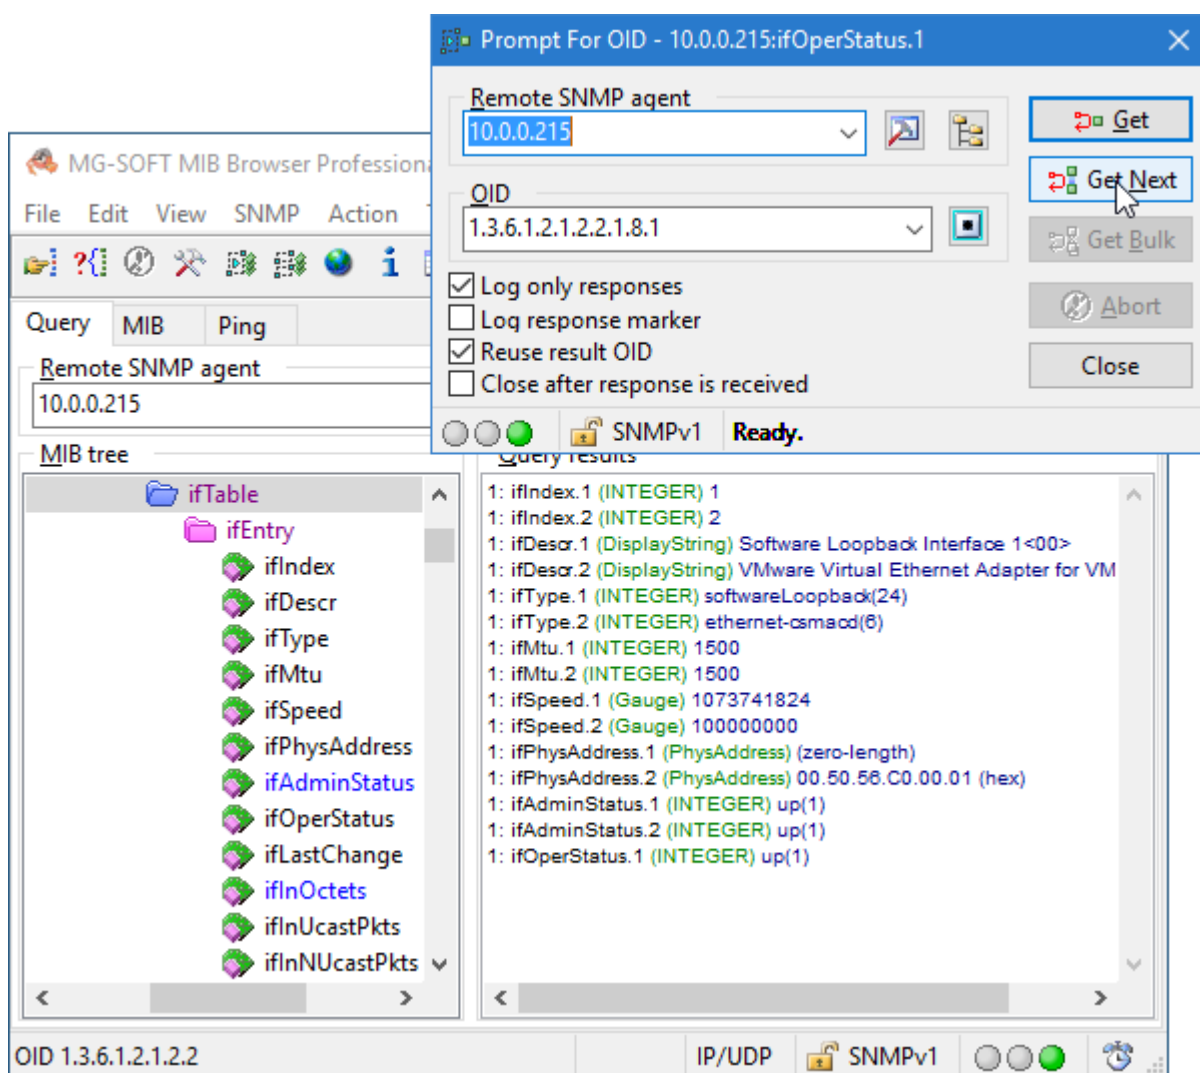 Prompt For OID - 10.0.0.215:ifOperStatus.1
Remote SNMP agent
10.0.0.215
Get
Get Next
OID
1.3.6.1.2.1.2.2.1.8.1
Get Bulk
Log only responses
Log response marker
Abort
Reuse result OID
Close after response is received
Close
SNMPv1
Ready.
MG-SOFT MIB Browser Professional
File Edit View SNMP Action
Query MIB Ping
Remote SNMP agent
10.0.0.215
MIB tree
ifTable
ifEntry
ifIndex
ifDescr
ifType
ifMtu
ifSpeed
ifPhysAddress
ifAdminStatus
ifOperStatus
ifLastChange
ifInOctets
ifInUcastPkts
ifInNUcastPkts
Query results
1: ifIndex.1 (INTEGER) 1
1: ifIndex.2 (INTEGER) 2
1: ifDescr.1 (DisplayString) Software Loopback Interface 1<00>
1: ifDescr.2 (DisplayString) VMware Virtual Ethernet Adapter for VM
1: ifType.1 (INTEGER) softwareLoopback(24)
1: ifType.2 (INTEGER) ethernet-csmacd(6)
1: ifMtu.1 (INTEGER) 1500
1: ifMtu.2 (INTEGER) 1500
1: ifSpeed.1 (Gauge) 1073741824
1: ifSpeed.2 (Gauge) 100000000
1: ifPhysAddress.1 (PhysAddress) (zero-length)
1: ifPhysAddress.2 (PhysAddress) 00.50.56.C0.00.01 (hex)
1: ifAdminStatus.1 (INTEGER) up(1)
1: ifAdminStatus.2 (INTEGER) up(1)
1: ifOperStatus.1 (INTEGER) up(1)
OID 1.3.6.1.2.1.2.2
IP/UDP
SNMPv1